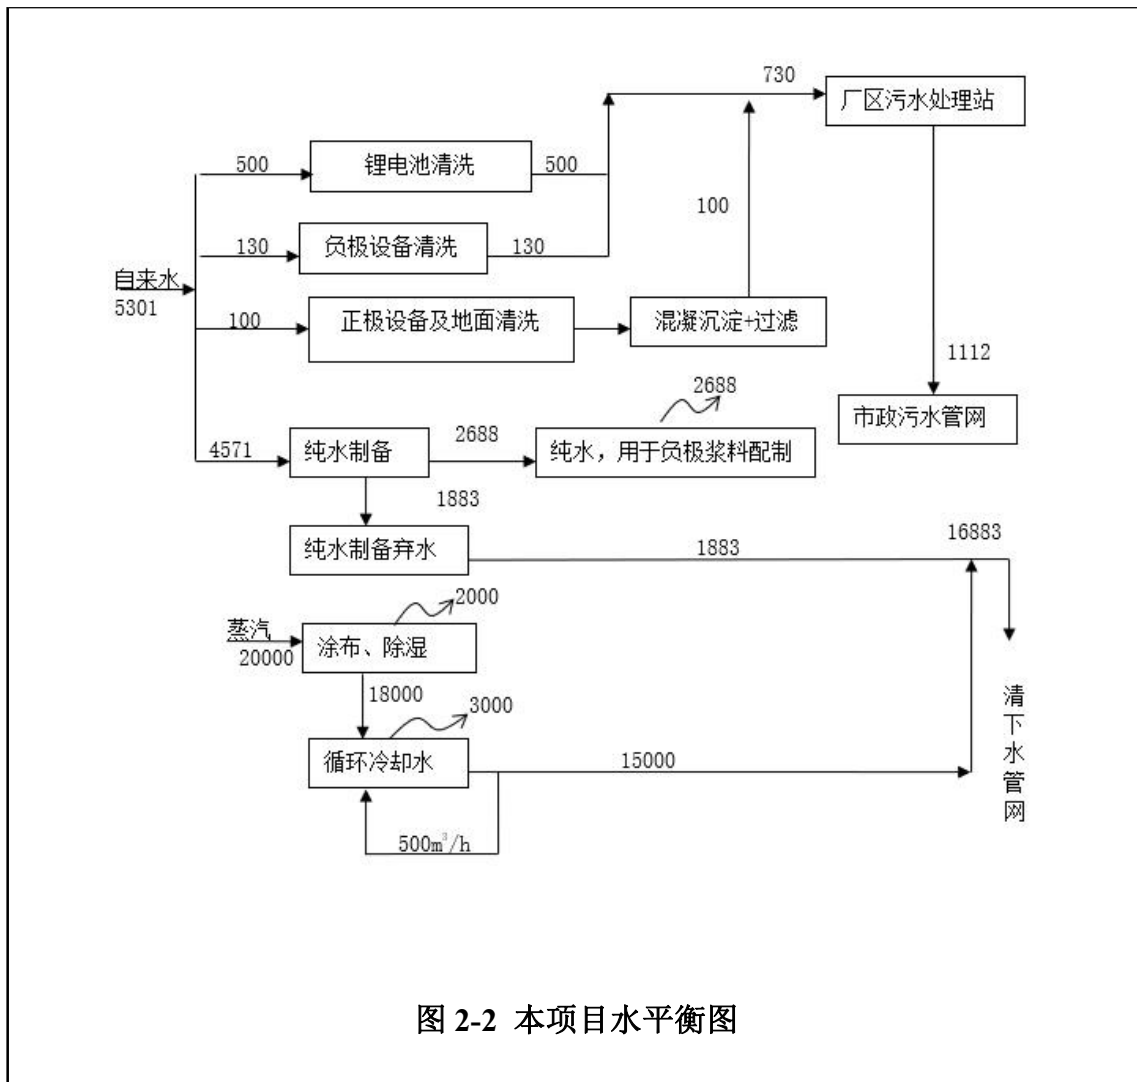 730
厂区污水处理站
500
锂电池清洗
500
100
130
负极设备清洗
130
自来水
5301
100
正极设备及地面清洗
混凝沉淀+过滤
1112
2688
市政污水管网
4571
纯水制备
2688
纯水，用于负极浆料配制
1883
纯水制备弃水
1883
16883
2000
蒸汽
20000
涂布、除湿
18000
3000
清下水管网
循环冷却水
15000
500m³/h
图 2-2 本项目水平衡图